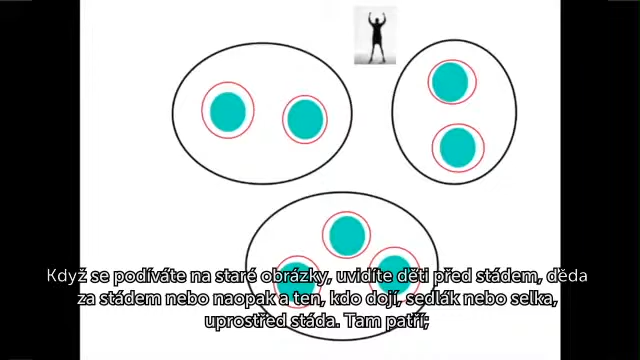 Když se podíváte na staré obrázky, uvidíte děti před stádem, děda
za stádem nebo naopak a ten, kdo dojí, sedlák nebo selka,
uprostřed stáda. Tam patří;